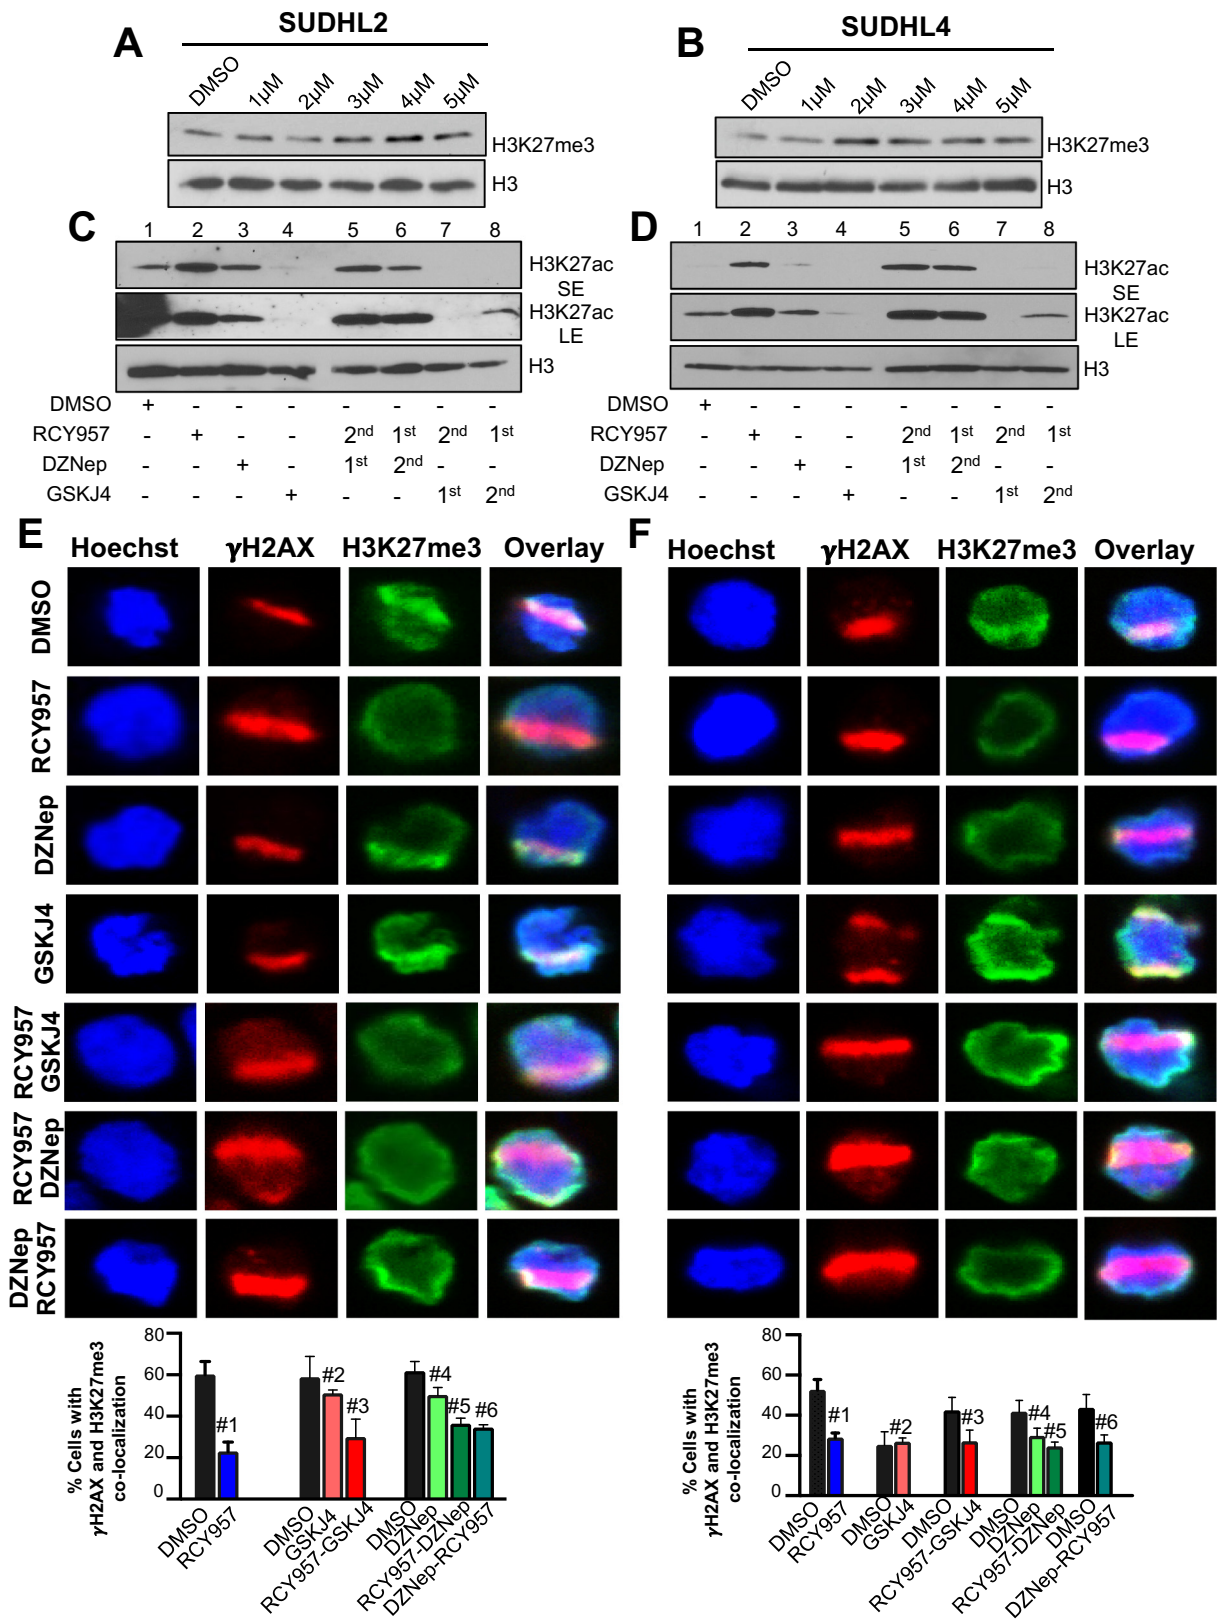 SUDHL2
SUDHL4
A
DMSO 1µM 2µM 3µM 4µM 5µM
H3K27me3
H3
B
DMSO 1µM 2µM 3µM 4µM 5µM
H3K27me3
H3
C
1 2 3 4 5 6 7 8
H3K27ac
SE
H3K27ac
LE
H3
DMSO + - - - - - - -
RCY957 - + - - 2nd 1st 2nd 1st
DZNep - - + - 1st 2nd - -
GSKJ4 - - - + - - 1st 2nd
D
1 2 3 4 5 6 7 8
H3K27ac
SE
H3K27ac
LE
H3
DMSO + - - - - - - -
RCY957 - + - - 2nd 1st 2nd 1st
DZNep - - + - 1st 2nd - -
GSKJ4 - - - + - - 1st 2nd
E
Hoechst γH2AX H3K27me3 Overlay
F
Hoechst γH2AX H3K27me3 Overlay
DMSO
RCY957
DZNep
GSKJ4
RCY957
GSKJ4
RCY957
DZNep
DZNep
RCY957
% Cells with
γH2AX and H3K27me3
co-localization
80
60
40
20
0
#1
#2
#3
#4
#5
#6
DMSO
RCY957
DMSO
GSKJ4
RCY957-GSKJ4
DMSO
DZNep
RCY957-DZNep
DZNep-RCY957
% Cells with
γH2AX and H3K27me3
co-localization
80
60
40
20
0
#1
#2
#3
#4
#5
#6
DMSO
RCY957
DMSO
GSKJ4
DMSO
RCY957-GSKJ4
DMSO
DZNep
RCY957-DZNep
DMSO
DZNep-RCY957